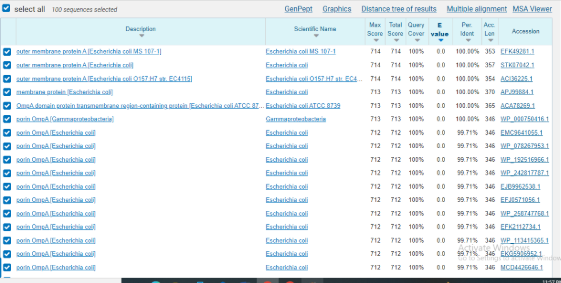 select all 100 sequences selected GenPept Graphics Distance tree of results Multiple alignment MSA Viewer
Description Scientific Name Max Score Total Score Query Cover E value Per. Ident Acc. Len Accession
outer membrane protein A [Escherichia coli MS 107-1] Escherichia coli MS 107-1 714 714 100% 0.0 100.00% 353 EFK49201.1
outer membrane protein A [Escherichia coli] Escherichia coli 714 714 100% 0.0 100.00% 357 STK07042.1
outer membrane protein A [Escherichia coli O157:H7 str. EC4115] Escherichia coli O157:H7 str. EC4... 714 714 100% 0.0 100.00% 354 ACI36225.1
membrane protein [Escherichia coli] Escherichia coli 713 713 100% 0.0 100.00% 370 APJ99684.1
OmpA domain protein transmembrane region-containing protein [Escherichia coli ATCC 87... Escherichia coli ATCC 8739 713 713 100% 0.0 100.00% 365 ACA78269.1
porin OmpA [Gammaproteobacteria] Gammaproteobacteria 713 713 100% 0.0 100.00% 346 WP_000750416.1
porin OmpA [Escherichia coli] Escherichia coli 712 712 100% 0.0 99.71% 346 EMC9641055.1
porin OmpA [Escherichia coli] Escherichia coli 712 712 100% 0.0 99.71% 346 WP_078267953.1
porin OmpA [Escherichia coli] Escherichia coli 712 712 100% 0.0 99.71% 346 WP_192516966.1
porin OmpA [Escherichia coli] Escherichia coli 712 712 100% 0.0 99.71% 346 WP_242817787.1
porin OmpA [Escherichia coli] Escherichia coli 712 712 100% 0.0 99.71% 346 EJB9962538.1
porin OmpA [Escherichia coli] Escherichia coli 712 712 100% 0.0 99.71% 346 EFJ0571056.1
porin OmpA [Escherichia coli] Escherichia coli 712 712 100% 0.0 99.71% 346 WP_258747768.1
porin OmpA [Escherichia coli] Escherichia coli 712 712 100% 0.0 99.71% 346 EFK2112734.1
porin OmpA [Escherichia coli] Escherichia coli 712 712 100% 0.0 99.71% 346 WP_113415365.1
Activate Windows
porin OmpA [Escherichia coli] Escherichia coli 712 712 100% 0.0 99.71% 346 EKG5906952.1
porin OmpA [Escherichia coli] Escherichia coli 712 712 100% 0.0 99.71% 346 MCD4426646.1